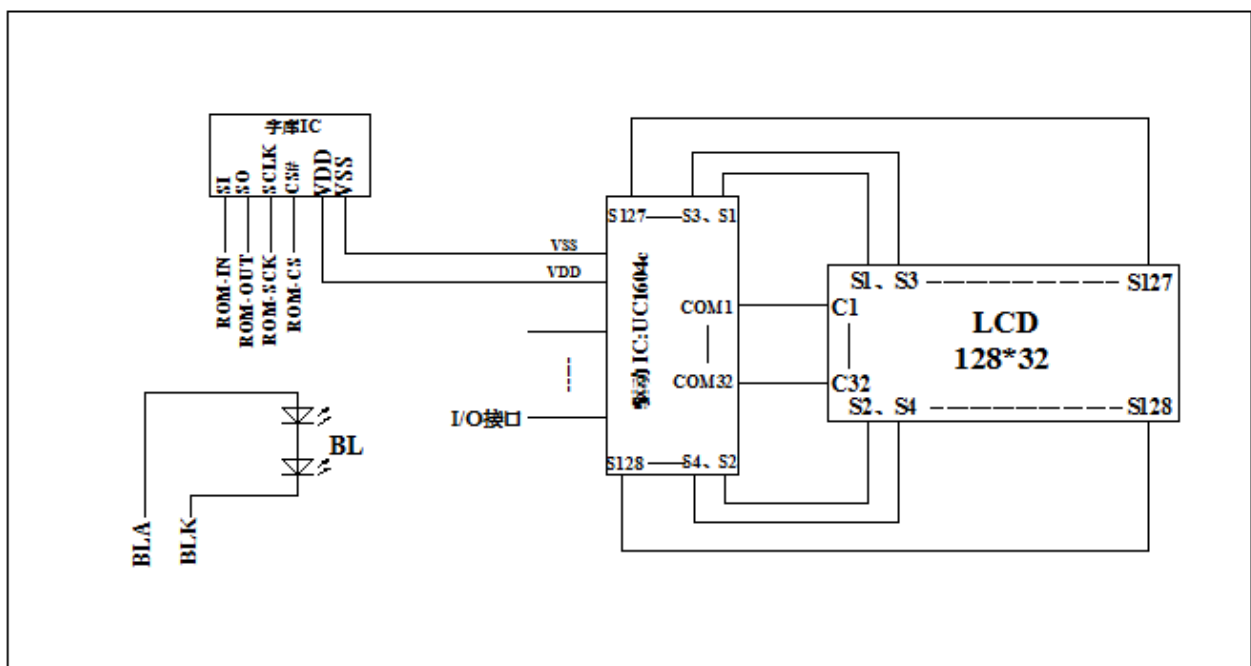 字库IC
SI
SO
SCLK
CS#
VDD
VSS
ROM-IN
ROM-OUT
ROM-SCK
ROM-CS
VSS
VDD
I/O接口
S127 S3、S1
驱动 IC:UC1604c
COM1
COM32
S128 S4、S2
S1、S3 S127
C1
LCD
128*32
C32
S2、S4 S128
BL
BLA
BLK